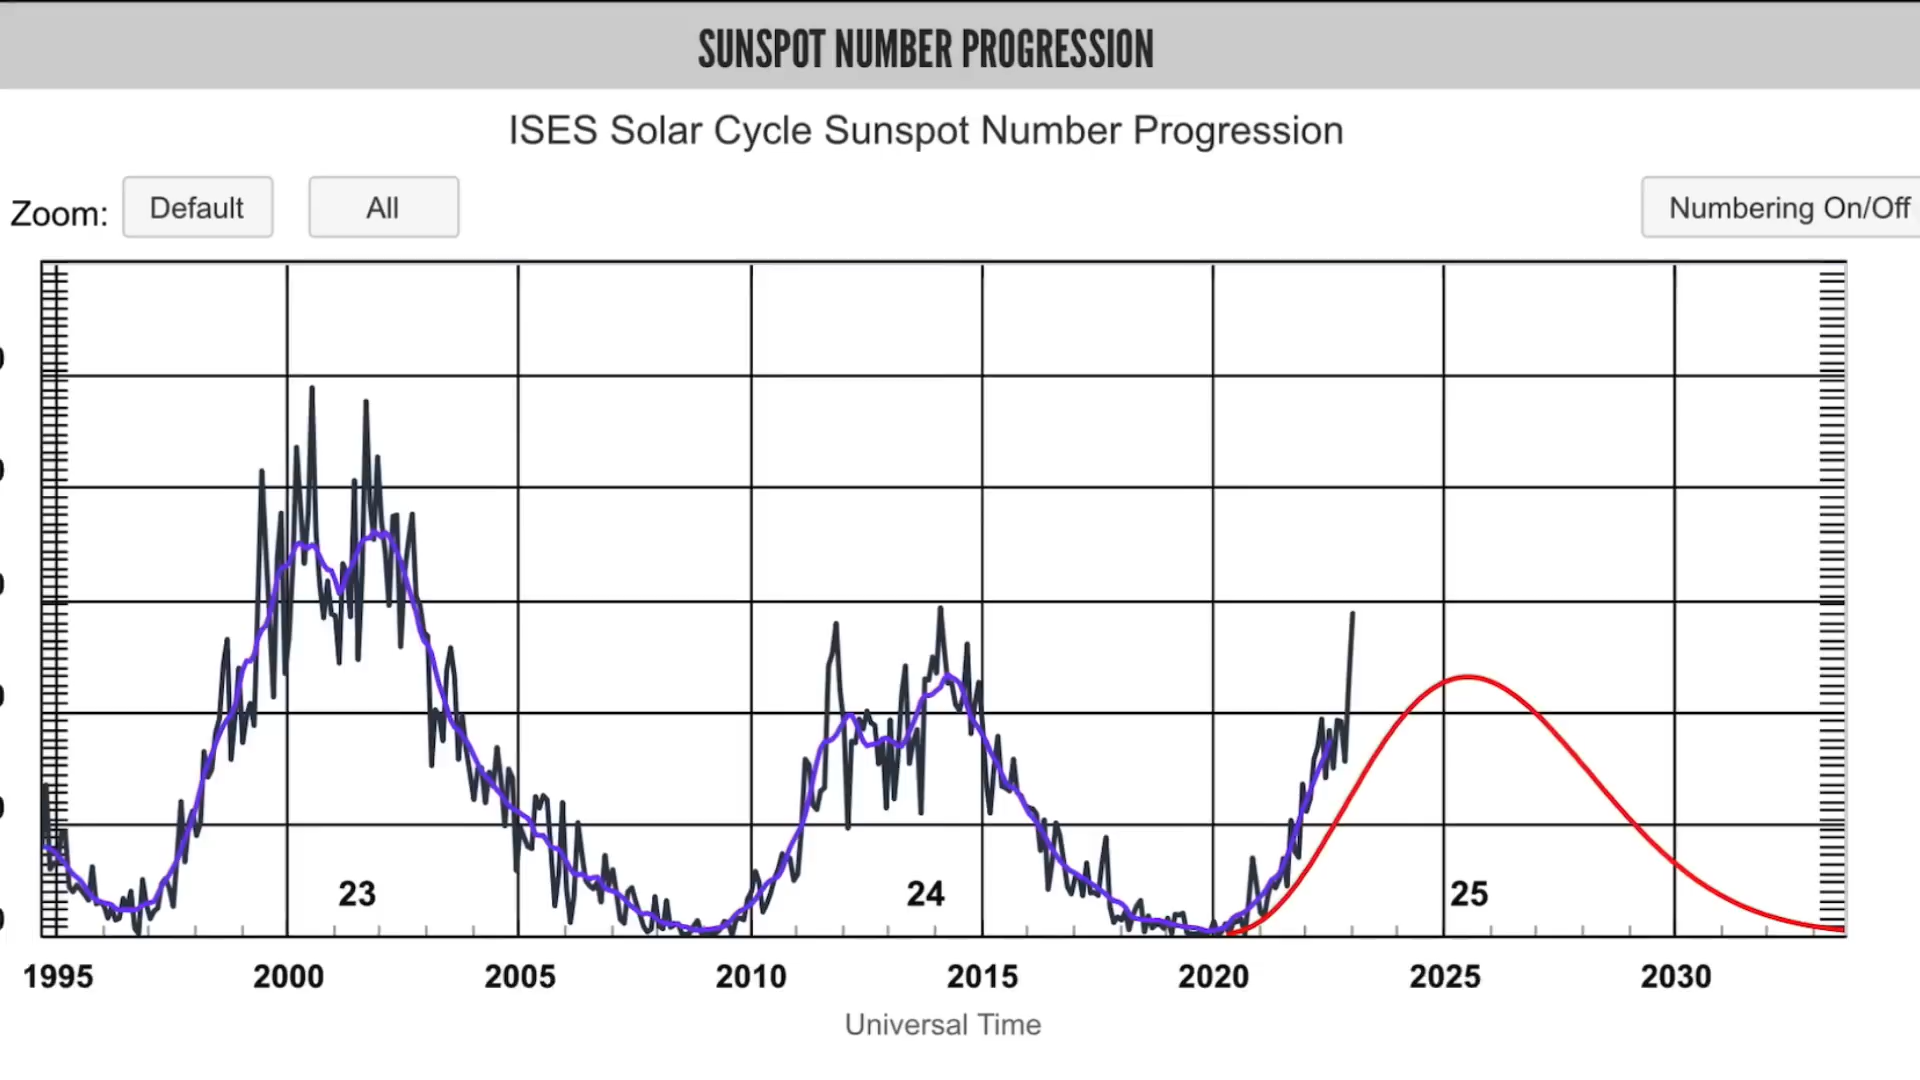 SUNSPOT NUMBER PROGRESSION
ISES Solar Cycle Sunspot Number Progression
Zoom: Default All Numbering On/Off
23 24 25
1995 2000 2005 2010 2015 2020 2025 2030
Universal Time